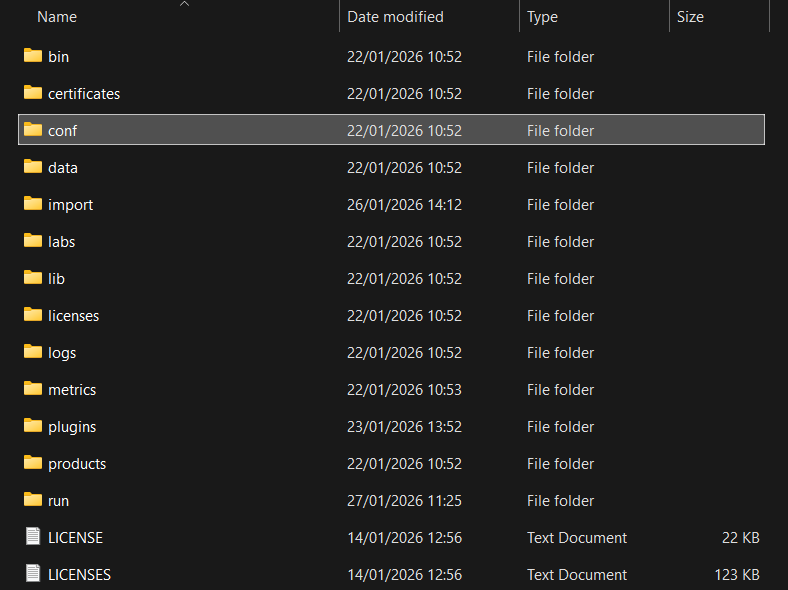 Name Date modified Type Size
bin 22/01/2026 10:52 File folder
certificates 22/01/2026 10:52 File folder
conf 22/01/2026 10:52 File folder
data 22/01/2026 10:52 File folder
import 26/01/2026 14:12 File folder
labs 22/01/2026 10:52 File folder
lib 22/01/2026 10:52 File folder
licenses 22/01/2026 10:52 File folder
logs 22/01/2026 10:52 File folder
metrics 22/01/2026 10:53 File folder
plugins 23/01/2026 13:52 File folder
products 22/01/2026 10:52 File folder
run 27/01/2026 11:25 File folder
LICENSE 14/01/2026 12:56 Text Document 22 KB
LICENSES 14/01/2026 12:56 Text Document 123 KB